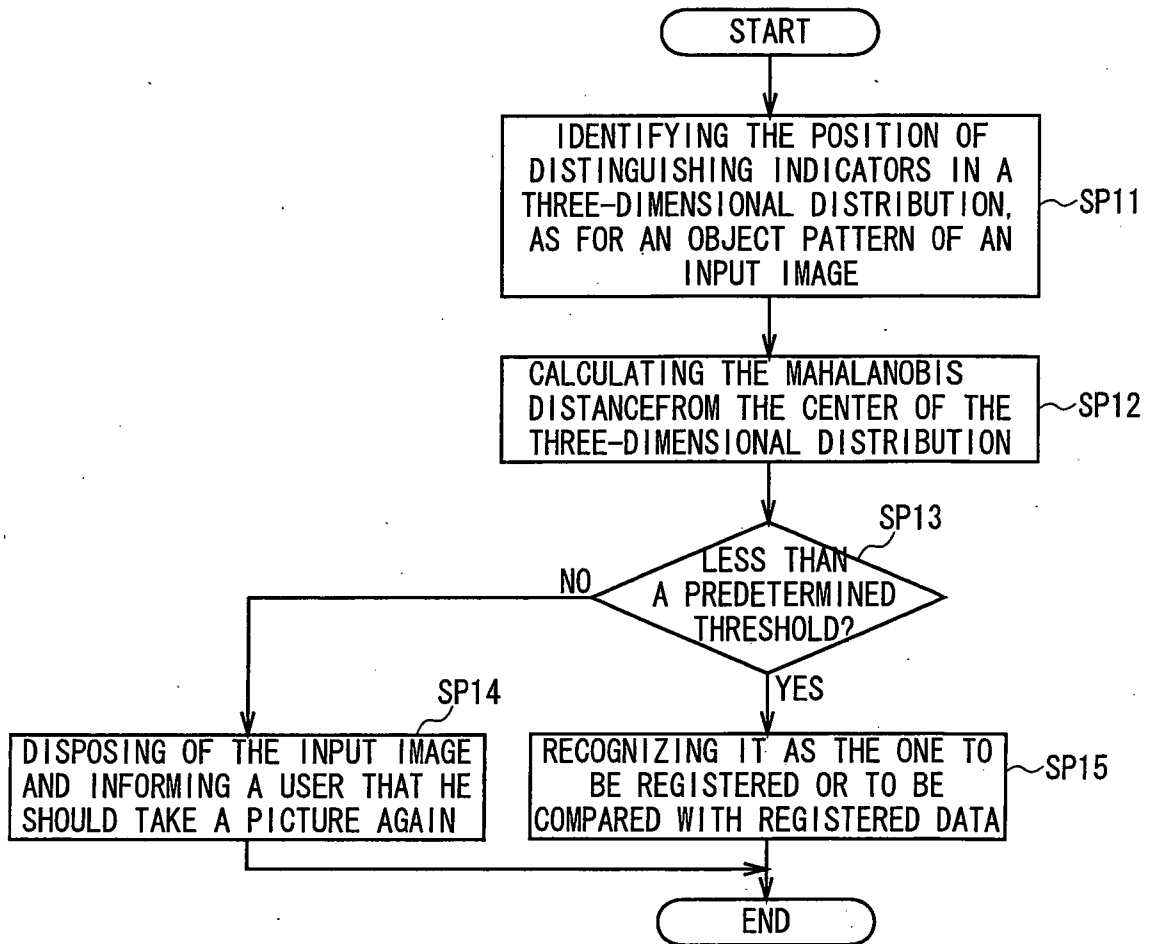 START
IDENTIFYING THE POSITION OF
DISTINGUISHING INDICATORS IN A
THREE-DIMENSIONAL DISTRIBUTION,
AS FOR AN OBJECT PATTERN OF AN
INPUT IMAGE
SP11
CALCULATING THE MAHALANOBIS
DISTANCEFROM THE CENTER OF THE
THREE-DIMENSIONAL DISTRIBUTION
SP12
SP13
LESS THAN
A PREDETERMINED
THRESHOLD?
NO
YES
SP14
DISPOSING OF THE INPUT IMAGE
AND INFORMING A USER THAT HE
SHOULD TAKE A PICTURE AGAIN
RECOGNIZING IT AS THE ONE TO
BE REGISTERED OR TO BE
COMPARED WITH REGISTERED DATA
SP15
END